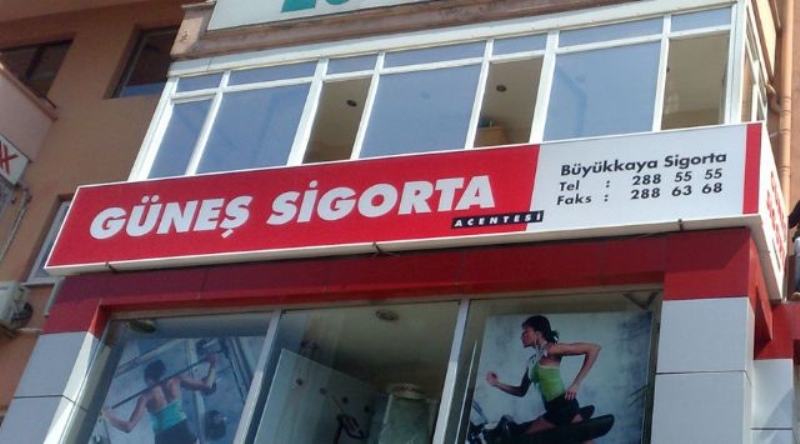 GÜNEŞ SİGORTA
ACENTESİ
Büyükkaya Sigorta
Tel : 288 55 55
Faks : 288 63 68